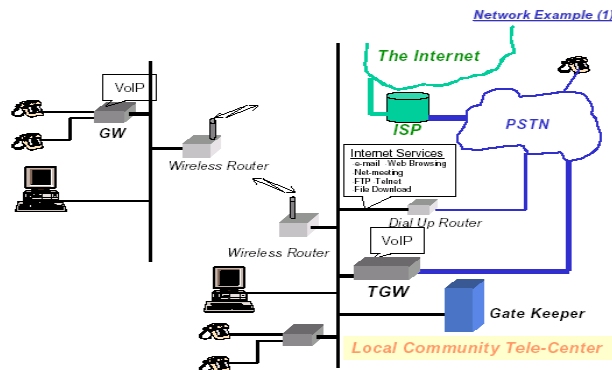 Network Example (1)
The Internet
VoIP
GW
ISP
PSTN
Wireless Router
Internet Services
-e-mail Web Browsing
-Net-meeting
-FTP Telnet
-File Download
Dial Up Router
Wireless Router
VoIP
TGW
Gate Keeper
Local Community Tele-Center